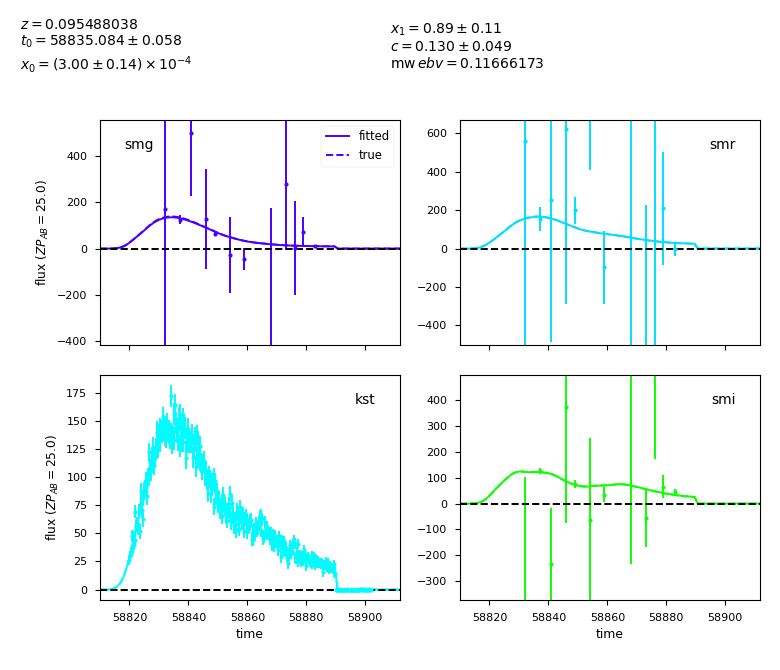 z = 0.095488038
t₀ = 58835.084 ± 0.058
x₀ = (3.00 ± 0.14) × 10⁻⁴
x₁ = 0.89 ± 0.11
c = 0.130 ± 0.049
mw ebv = 0.11666173
smg
fitted
true
400
200
0
−200
−400
flux (ZP_AB = 25.0)
smr
600
400
200
0
−200
−400
kst
175
150
125
100
75
50
25
0
flux (ZP_AB = 25.0)
58820 58840 58860 58880 58900
time
smi
400
300
200
100
0
−100
−200
−300
58820 58840 58860 58880 58900
time